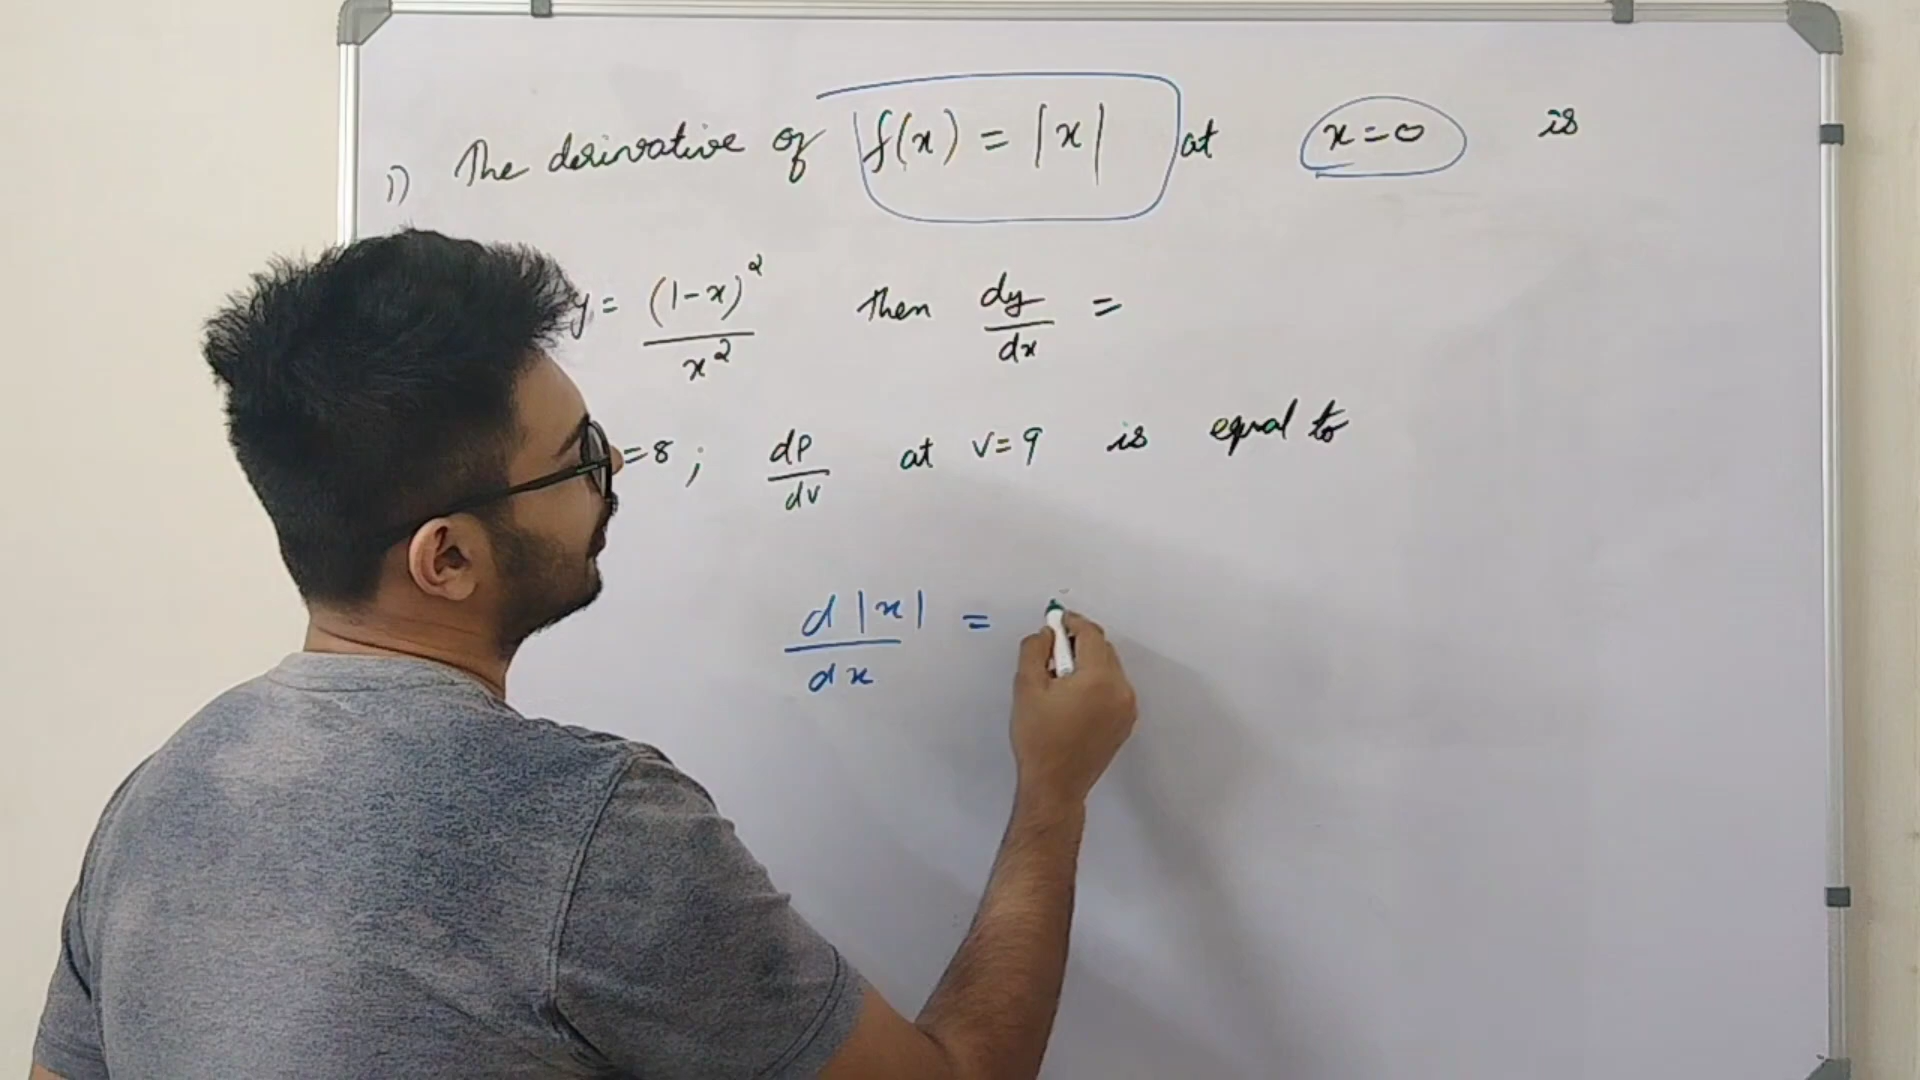 1) The derivative of f(x) = |x| at x=0 is
y = (1-x)^2 / x^2 Then dy/dx =
=8 ; dP/dv at v=9 is equal to
d|x|/dx =